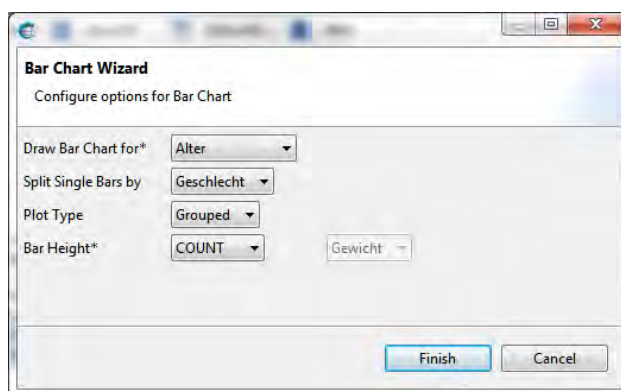 Bar Chart Wizard
Configure options for Bar Chart
Draw Bar Chart for* Alter
Split Single Bars by Geschlecht
Plot Type Grouped
Bar Height* COUNT Gewicht
Finish Cancel